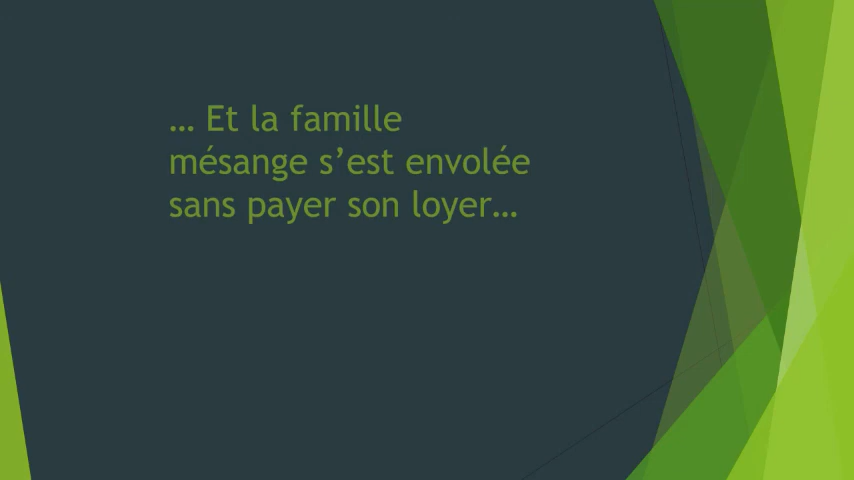 … Et la famille
mésange s’est envolée
sans payer son loyer…